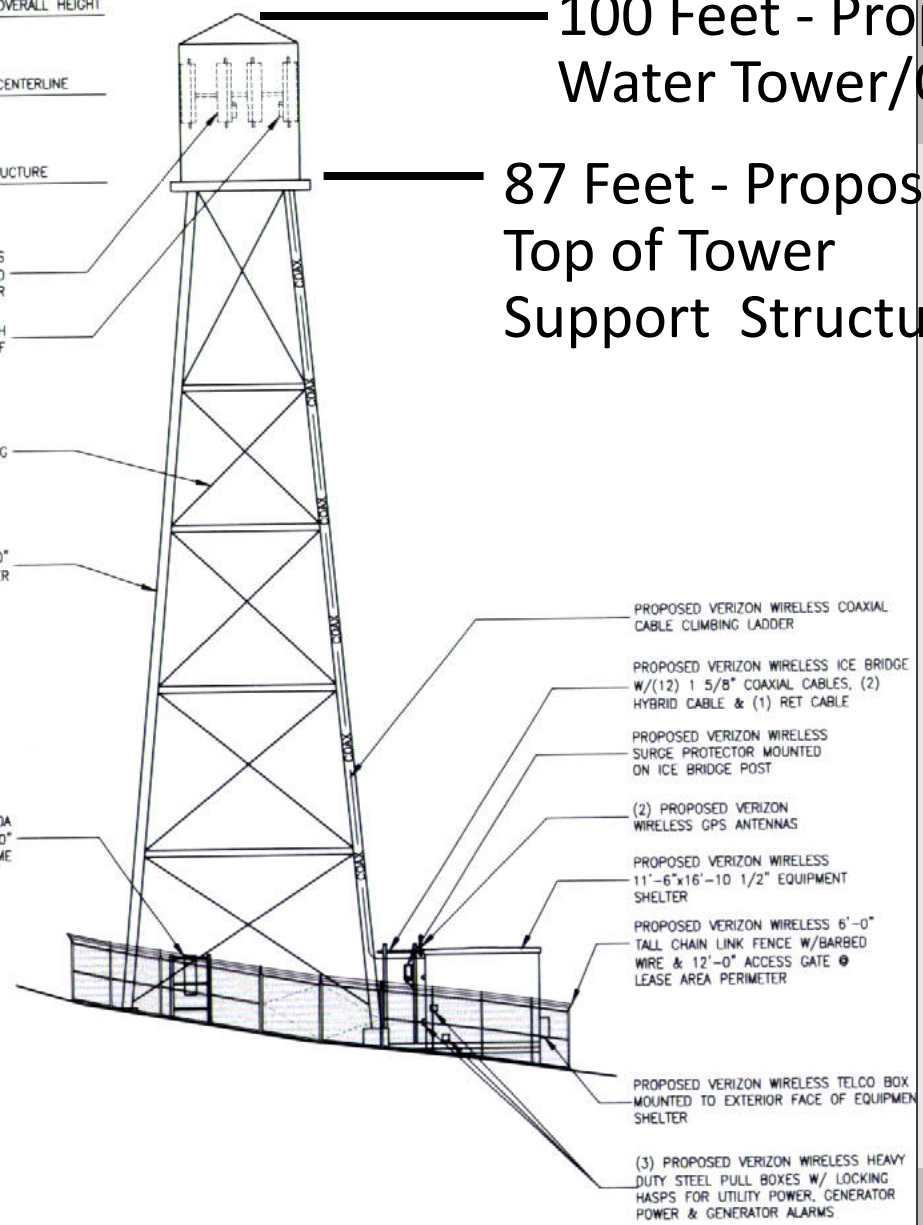 OVERALL HEIGHT
100 Feet - Pro
Water Tower/
CENTERLINE
UCTURE
87 Feet - Propos
Top of Tower
Support Structu
S
D
R
H
F
G
0"
ER
COAX
COAX
COAX
COAX
COAX
COAX
PROPOSED VERIZON WIRELESS COAXIAL
CABLE CLIMBING LADDER
PROPOSED VERIZON WIRELESS ICE BRIDGE
W/(12) 1 5/8" COAXIAL CABLES, (2)
HYBRID CABLE & (1) RET CABLE
PROPOSED VERIZON WIRELESS
SURGE PROTECTOR MOUNTED
ON ICE BRIDGE POST
(2) PROPOSED VERIZON
WIRELESS GPS ANTENNAS
OA
0"
ME
PROPOSED VERIZON WIRELESS
11'-6"x16'-10 1/2" EQUIPMENT
SHELTER
PROPOSED VERIZON WIRELESS 6'-0"
TALL CHAIN LINK FENCE W/BARBED
WIRE & 12'-0" ACCESS GATE @
LEASE AREA PERIMETER
PROPOSED VERIZON WIRELESS TELCO BOX
MOUNTED TO EXTERIOR FACE OF EQUIPMEN
SHELTER
(3) PROPOSED VERIZON WIRELESS HEAVY
DUTY STEEL PULL BOXES W/ LOCKING
HASPS FOR UTILITY POWER, GENERATOR
POWER & GENERATOR ALARMS